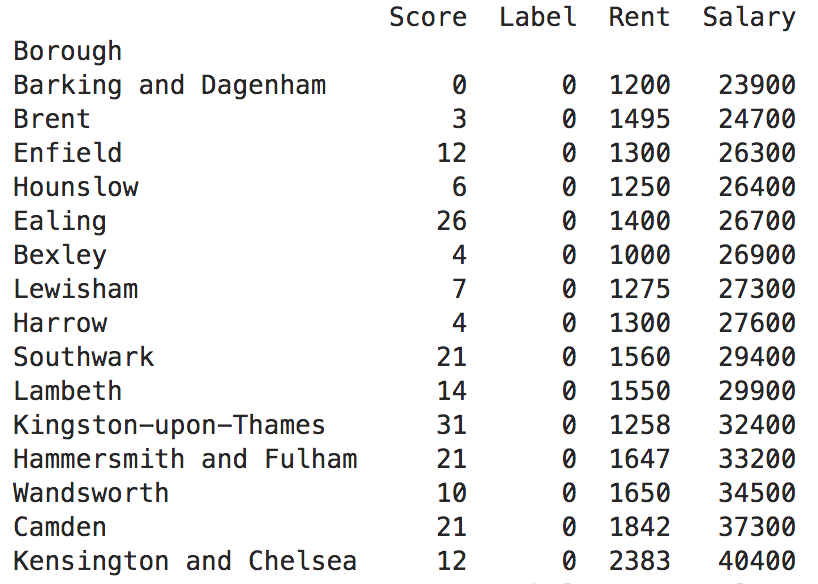 Score Label Rent Salary
Borough
Barking and Dagenham 0 0 1200 23900
Brent 3 0 1495 24700
Enfield 12 0 1300 26300
Hounslow 6 0 1250 26400
Ealing 26 0 1400 26700
Bexley 4 0 1000 26900
Lewisham 7 0 1275 27300
Harrow 4 0 1300 27600
Southwark 21 0 1560 29400
Lambeth 14 0 1550 29900
Kingston-upon-Thames 31 0 1258 32400
Hammersmith and Fulham 21 0 1647 33200
Wandsworth 10 0 1650 34500
Camden 21 0 1842 37300
Kensington and Chelsea 12 0 2383 40400